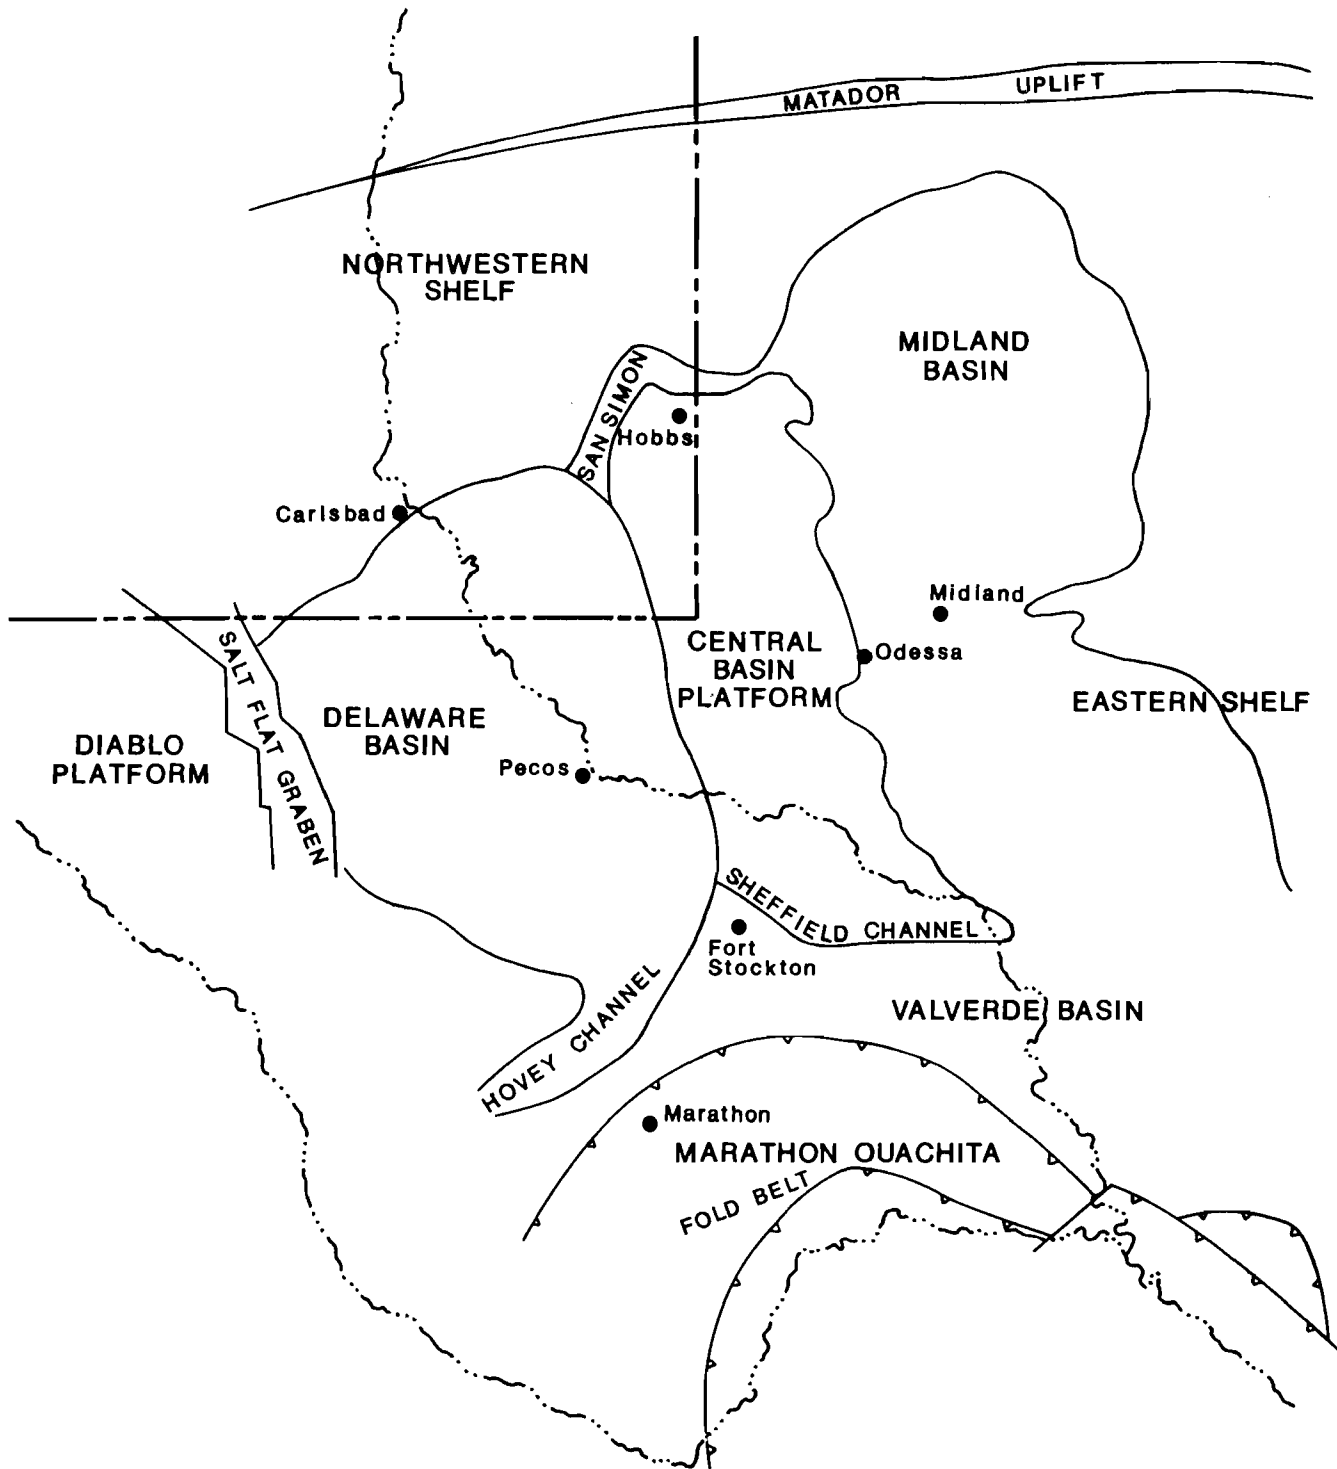 MATADOR UPLIFT
NORTHWESTERN
SHELF
MIDLAND
BASIN
SAN SIMON
Hobbs
Carlsbad
Midland
CENTRAL
BASIN
PLATFORM
Odessa
SALT FLAT GRABEN
EASTERN SHELF
DELAWARE
BASIN
DIABLO
PLATFORM
Pecos
SHEFFIELD CHANNEL
Fort
Stockton
HOVEY CHANNEL
VALVERDE BASIN
Marathon
MARATHON OUACHITA
FOLD BELT